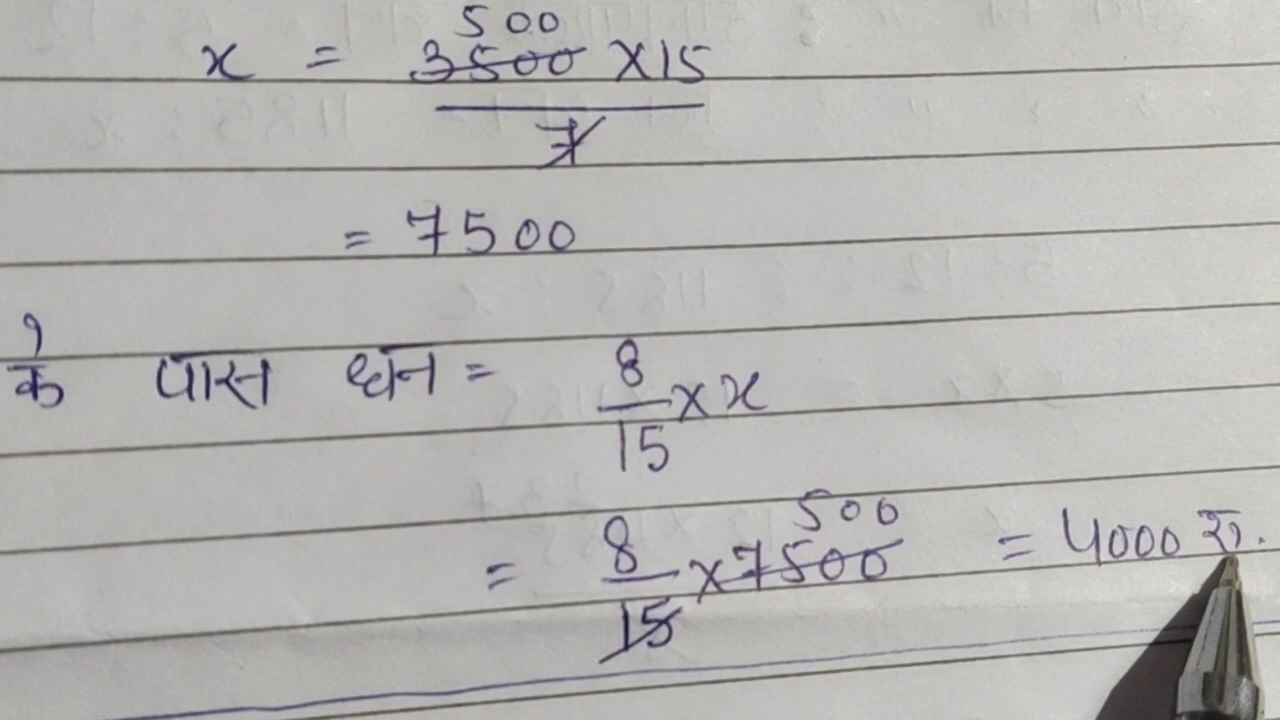 500
x = 3500 × 15
7
= 7500
के पास धन = 8/15 × x
500
= 8/15 × 7500 = 4000 रु.